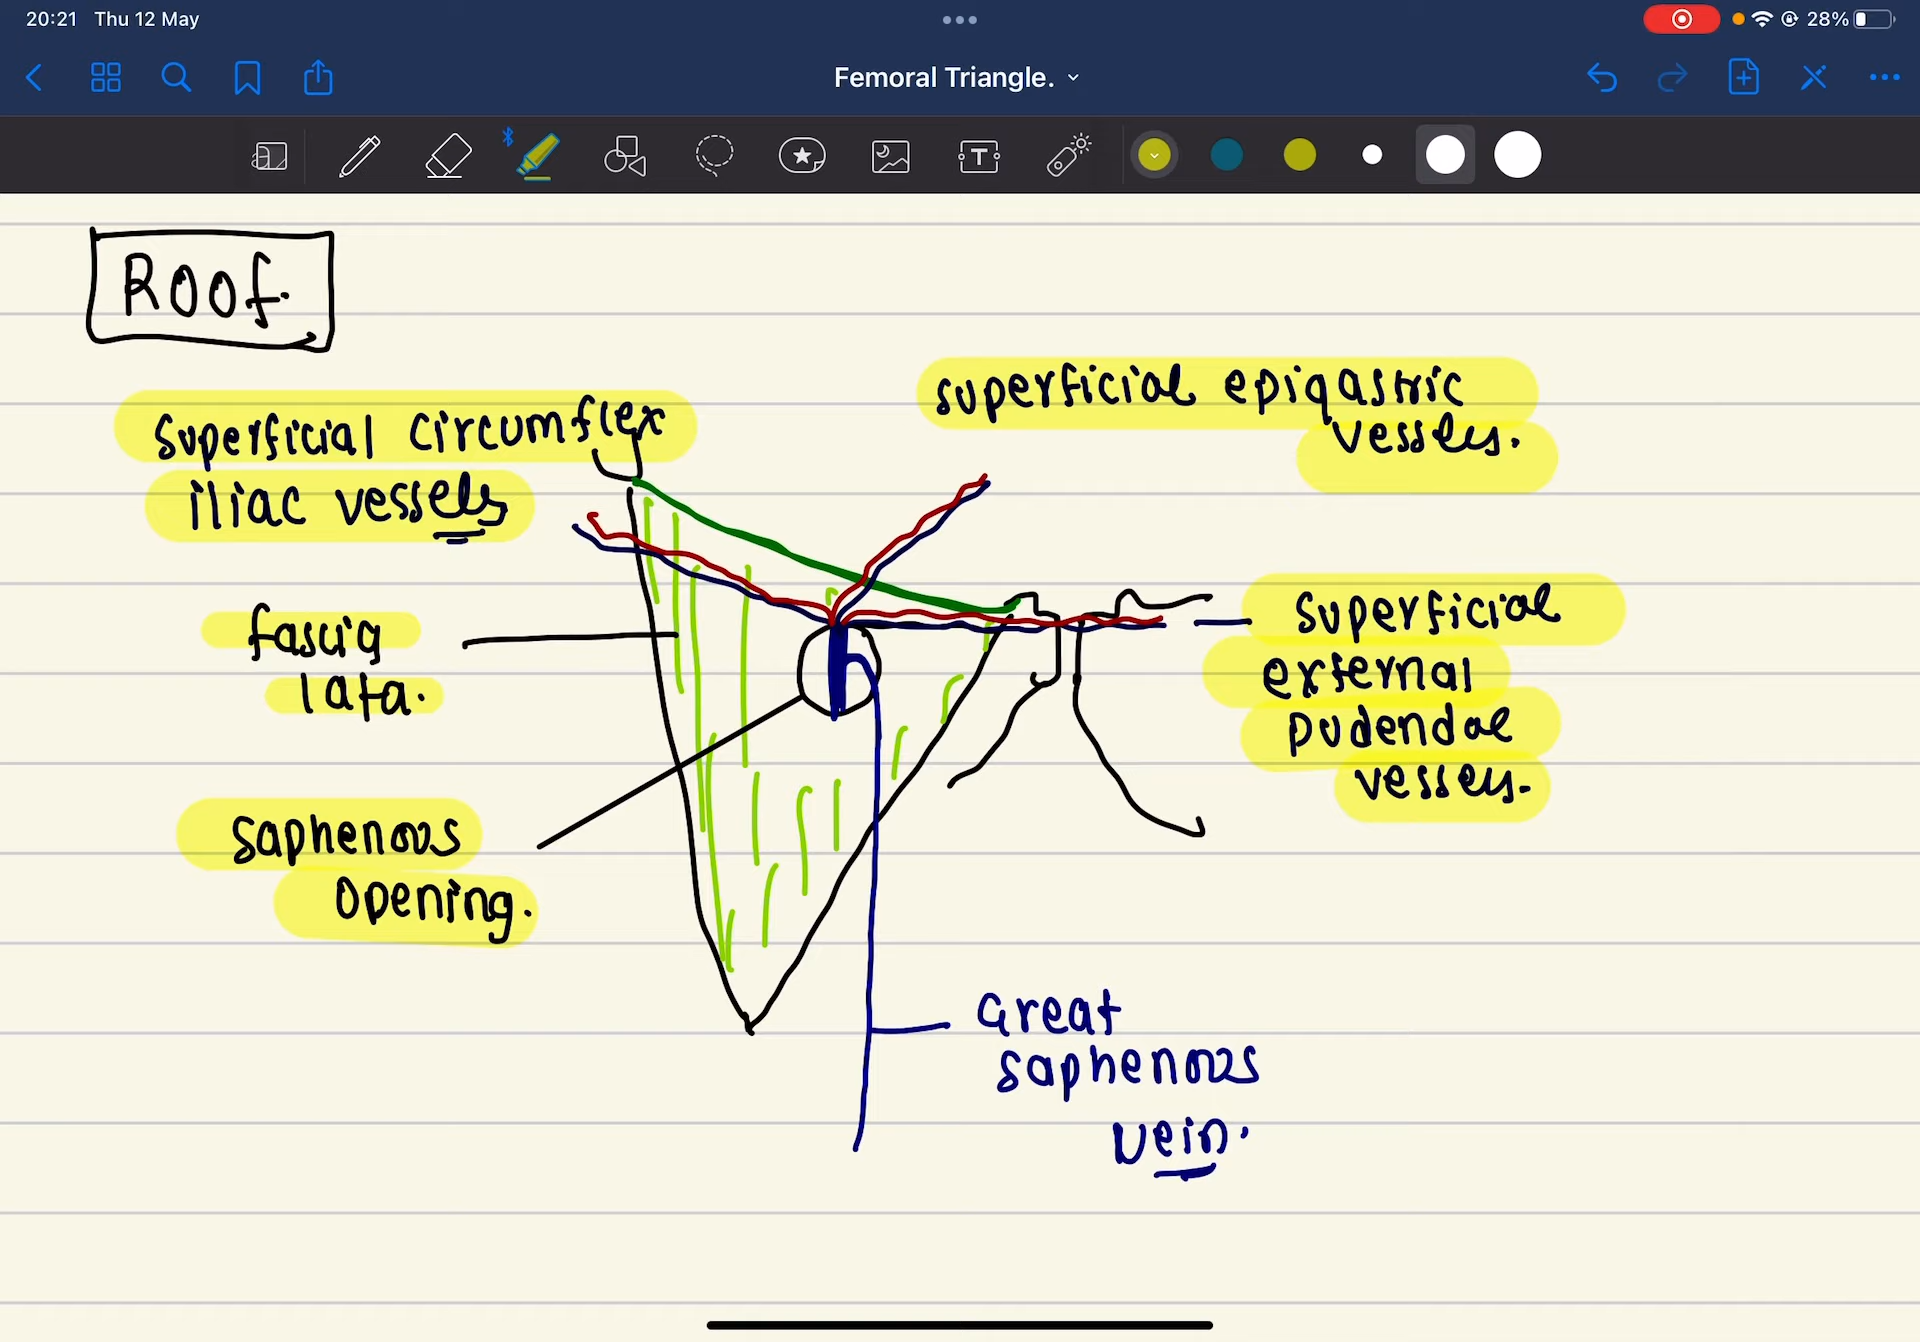 20:21 Thu 12 May
28%
Femoral Triangle.
Roof.
Superficial circumflex
iliac vessels
superficial epigastric
vessels.
fascia
lata.
superficial
external
pudendal
vessels.
saphenous
opening.
Great
saphenous
vein.